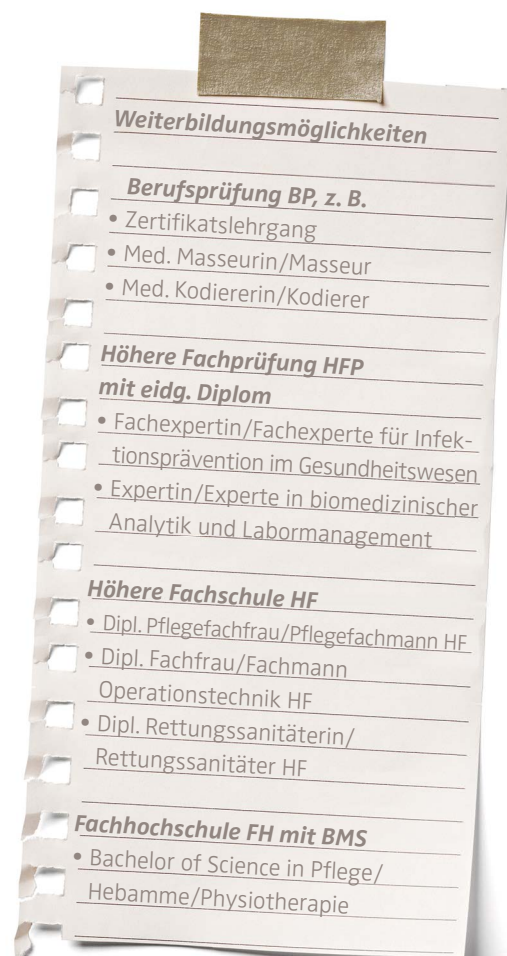 Weiterbildungsmöglichkeiten
Berufsprüfung BP, z. B.
• Zertifikatslehrgang
• Med. Masseurin/Masseur
• Med. Kodiererin/Kodierer
Höhere Fachprüfung HFP
mit eidg. Diplom
• Fachexpertin/Fachexperte für Infek-
tionsprävention im Gesundheitswesen
• Expertin/Experte in biomedizinischer
Analytik und Labormanagement
Höhere Fachschule HF
• Dipl. Pflegefachfrau/Pflegefachmann HF
• Dipl. Fachfrau/Fachmann
Operationstechnik HF
• Dipl. Rettungssanitäterin/
Rettungssanitäter HF
Fachhochschule FH mit BMS
• Bachelor of Science in Pflege/
Hebamme/Physiotherapie